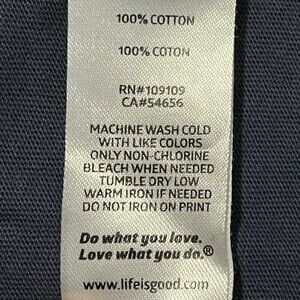 100% COTTON
100% COTON
RN#109109
CA#54656
MACHINE WASH COLD
WITH LIKE COLORS
ONLY NON-CHLORINE
BLEACH WHEN NEEDED
TUMBLE DRY LOW
WARM IRON IF NEEDED
DO NOT IRON ON PRINT
Do what you love.
Love what you do.®
www.lifeisgood.com